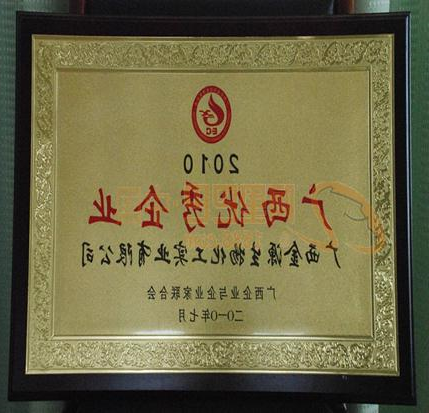 EC
2010
广西优秀企业
广西金源生物化工实业有限公司
广西企业与企业家联合会
二〇一〇年七月